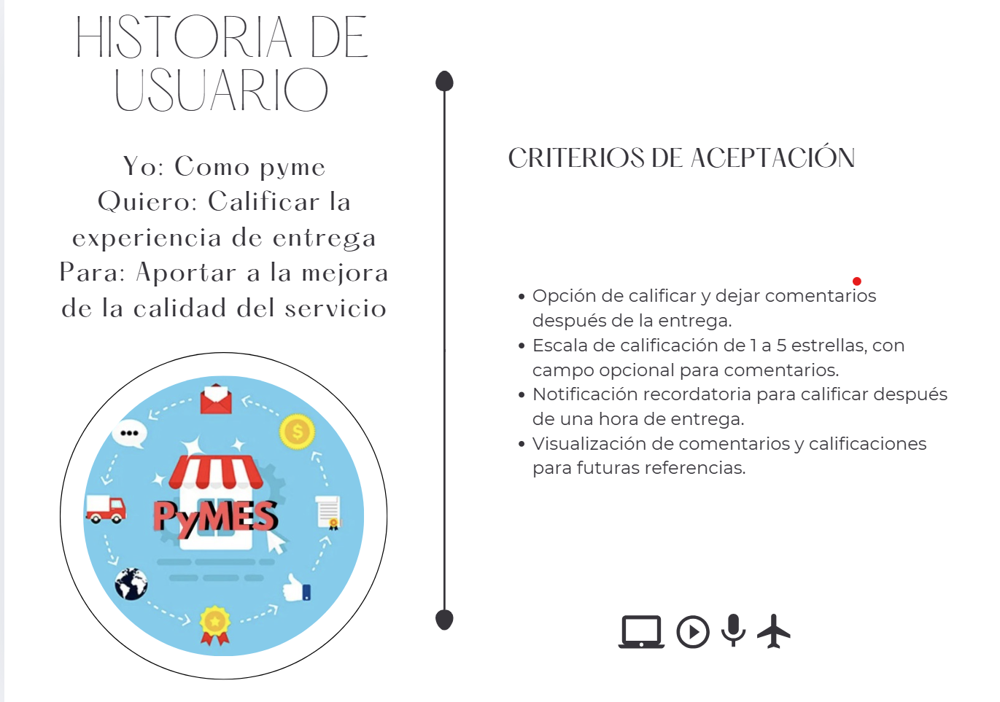 HISTORIA DE
USUARIO
Yo: Como pyme
Quiero: Calificar la
experiencia de entrega
Para: Aportar a la mejora
de la calidad del servicio
PyMES
CRITERIOS DE ACEPTACIÓN
• Opción de calificar y dejar comentarios
después de la entrega.
• Escala de calificación de 1 a 5 estrellas, con
campo opcional para comentarios.
• Notificación recordatoria para calificar después
de una hora de entrega.
• Visualización de comentarios y calificaciones
para futuras referencias.